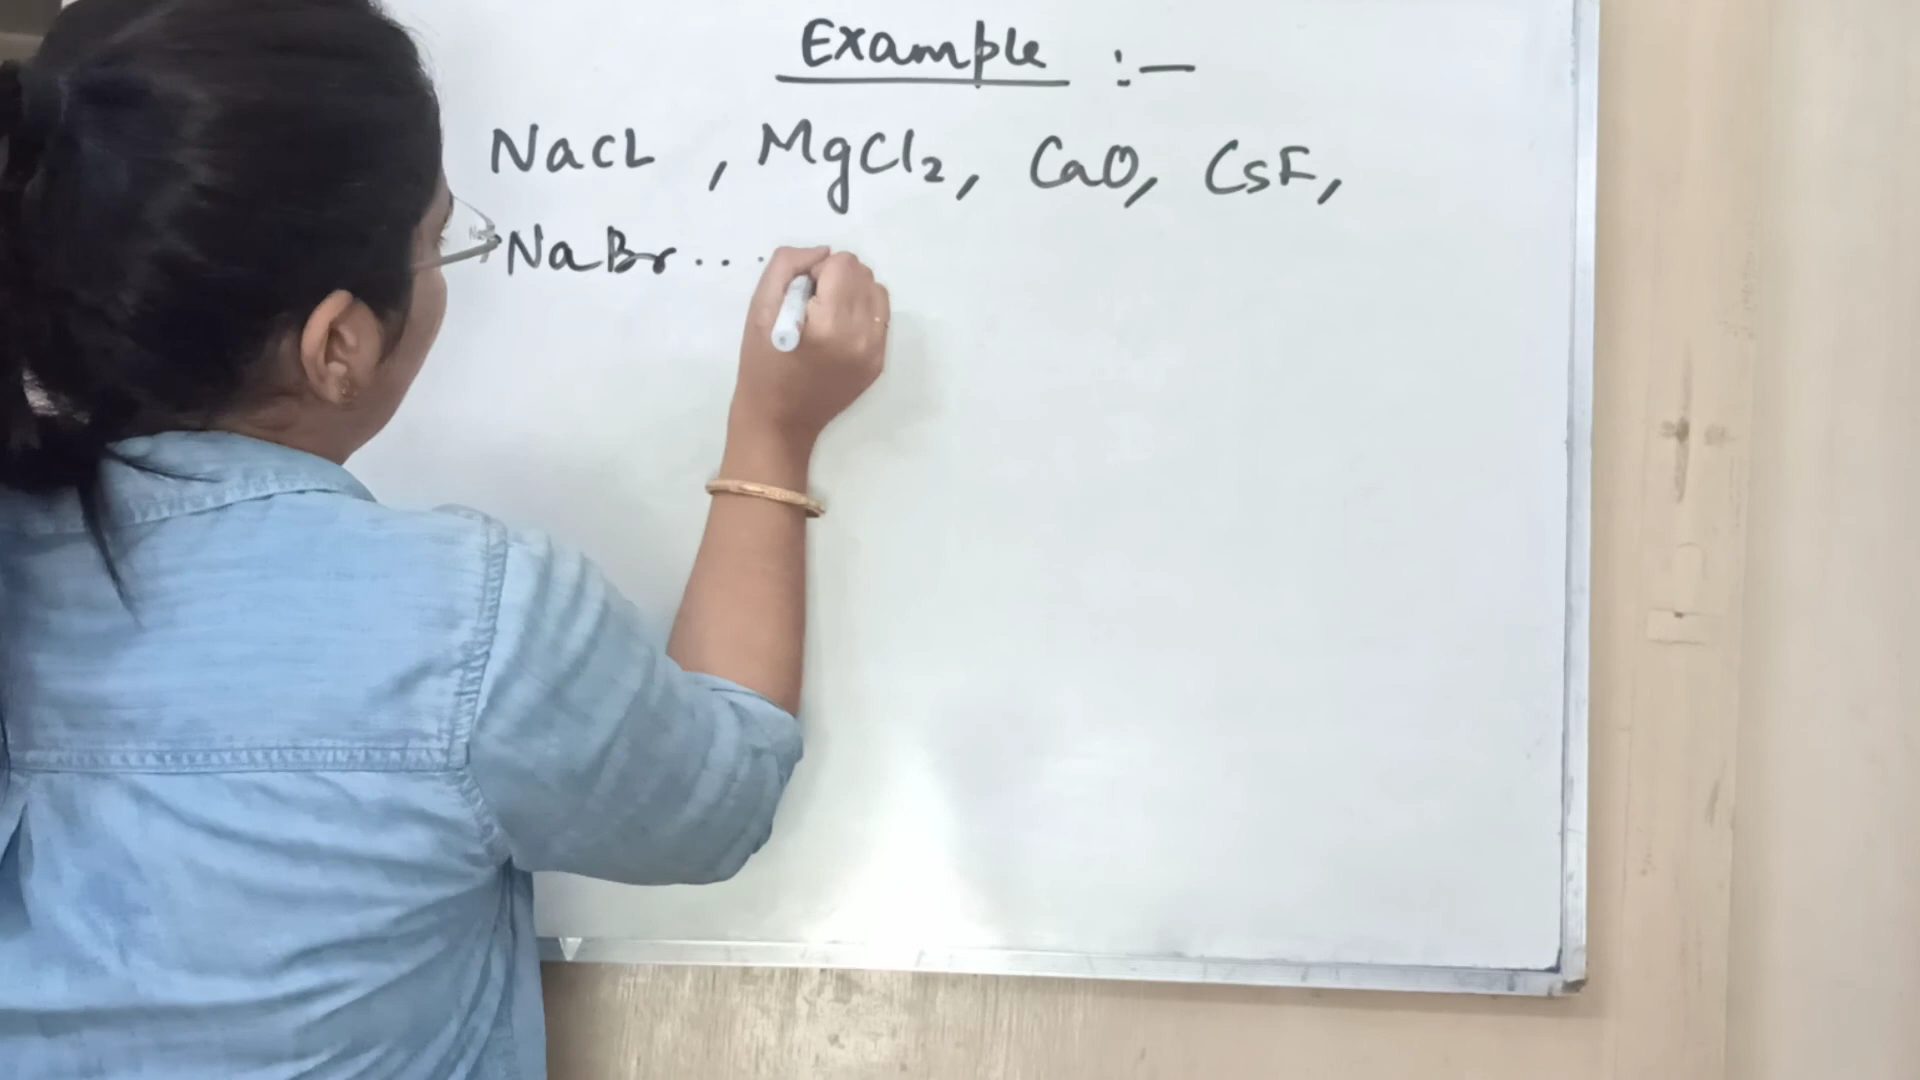 Example :-
NaCL , MgCl₂, CaO, CsF,
NaBr....